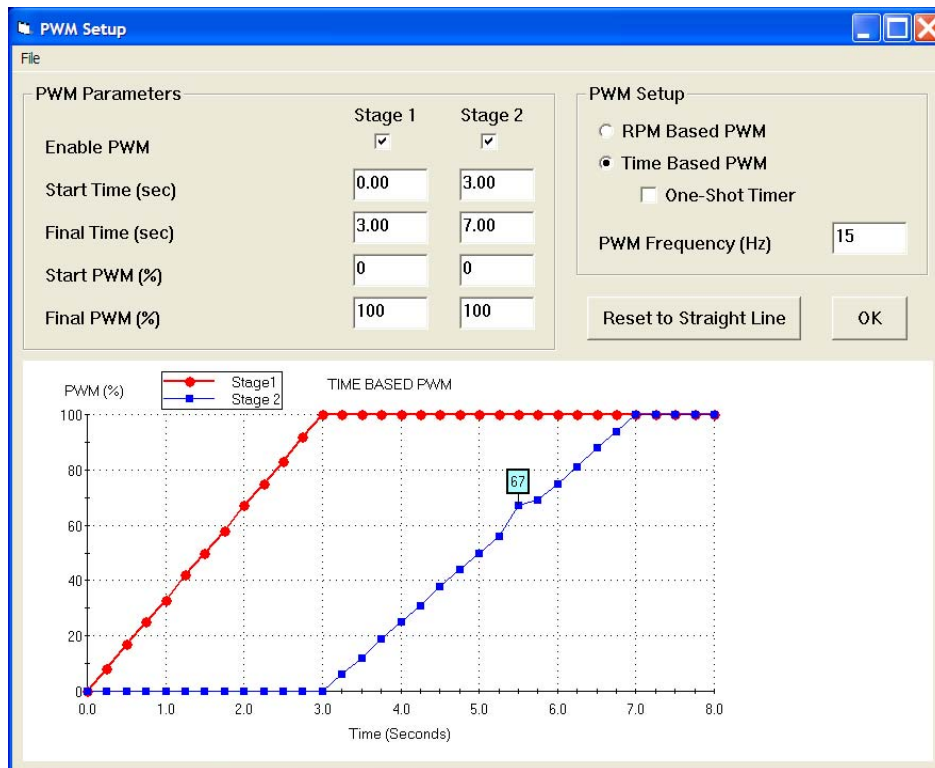 PWM Setup
File
PWM Parameters
Stage 1 Stage 2
Enable PWM
Start Time (sec) 0.00 3.00
Final Time (sec) 3.00 7.00
Start PWM (%) 0 0
Final PWM (%) 100 100
PWM Setup
RPM Based PWM
Time Based PWM
One-Shot Timer
PWM Frequency (Hz) 15
Reset to Straight Line OK
PWM (%)
Stage1
Stage 2
TIME BASED PWM
100
80
67
60
40
20
0
0.0 1.0 2.0 3.0 4.0 5.0 6.0 7.0 8.0
Time (Seconds)